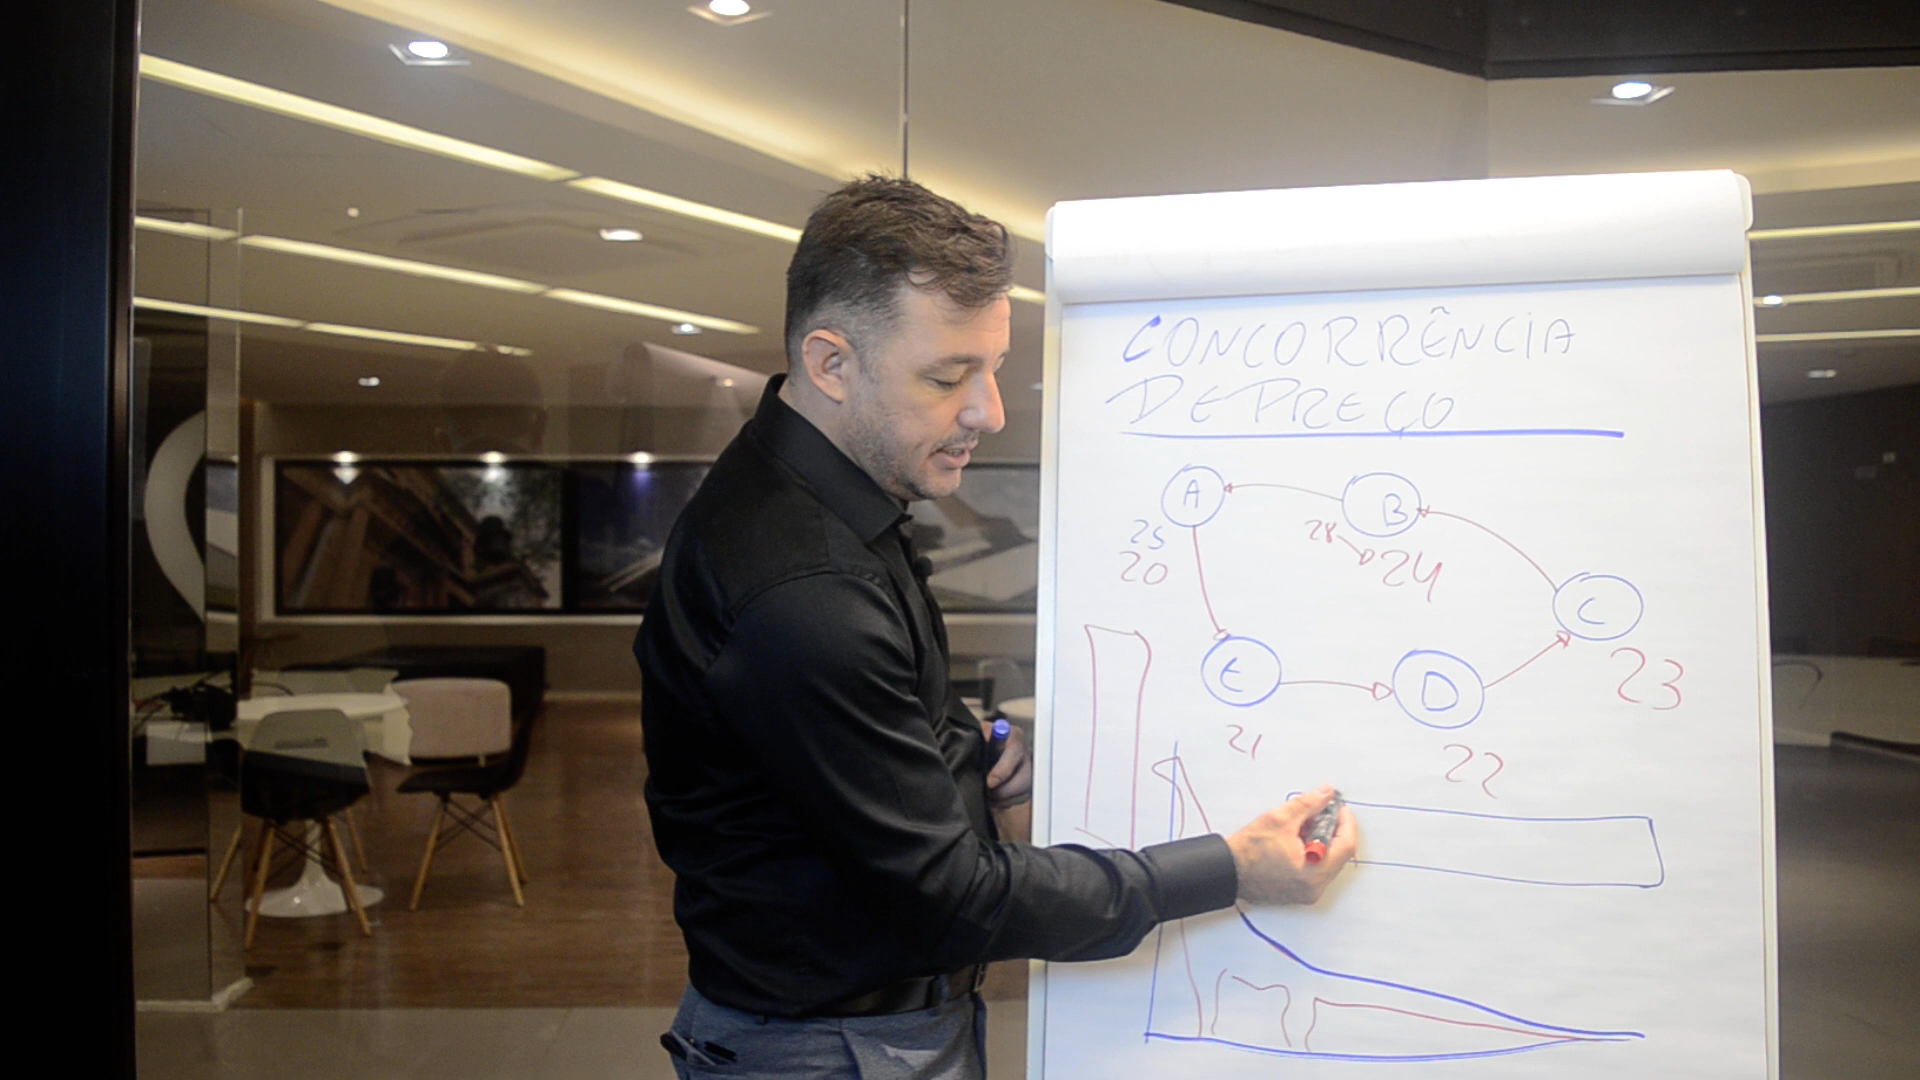 CONCORRÊNCIA
DE PREÇO
A B
25 28
20 24
C
E D 23
21 22